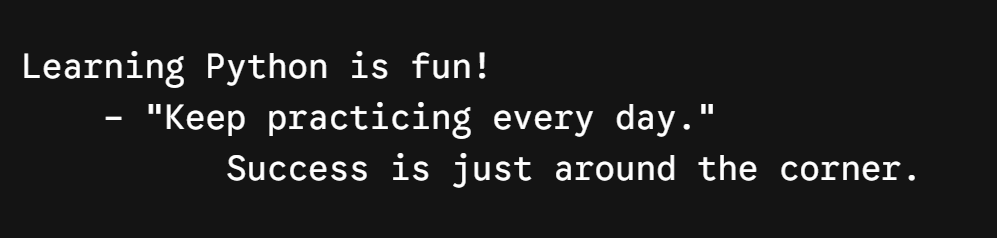 Learning Python is fun!
    - "Keep practicing every day."
          Success is just around the corner.